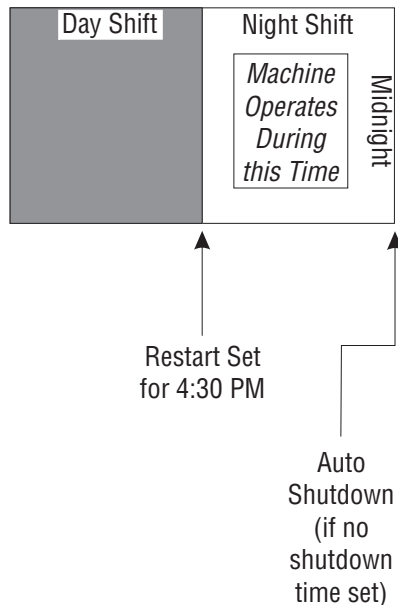 Day Shift
Night Shift
Machine
Operates
During
this Time
Midnight
Restart Set
for 4:30 PM
Auto
Shutdown
(if no
shutdown
time set)